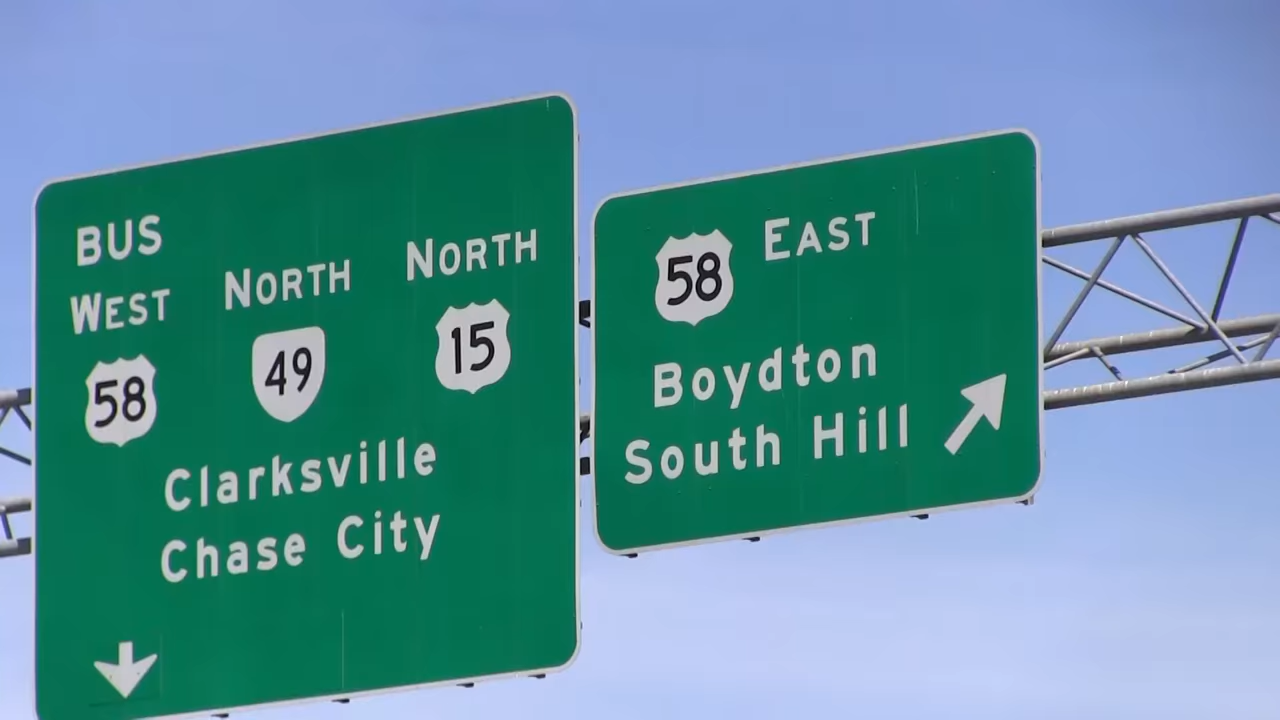 BUS
WEST NORTH NORTH
58 49 15
Clarksville
Chase City
58 EAST
Boydton
South Hill